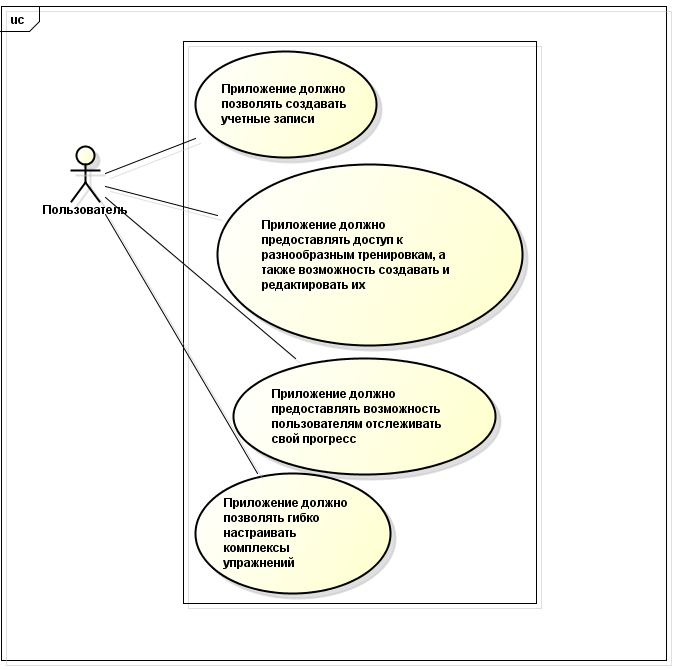 uc
Приложение должно
позволять создавать
учетные записи
Пользователь
Приложение должно
предоставлять доступ к
разнообразным тренировкам, а
также возможность создавать и
редактировать их
Приложение должно
предоставлять возможность
пользователям отслеживать
свой прогресс
Приложение должно
позволять гибко
настраивать
комплексы
упражнений